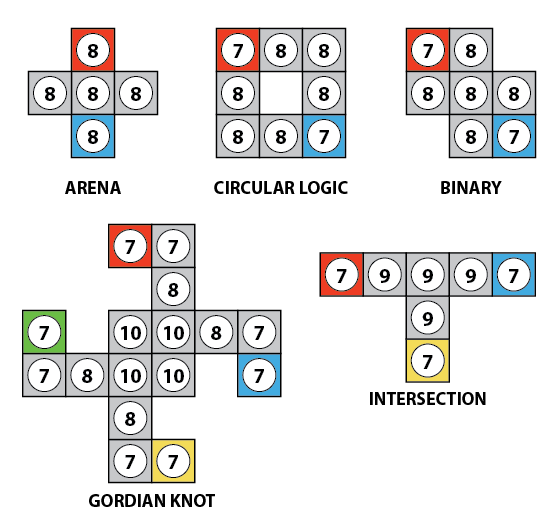 8
8 8 8
8
ARENA
7 8 8
8 8
8 8 7
CIRCULAR LOGIC
7 8
8 8 8
8 7
BINARY
7 7
8
7 10 10 8 7
7 8 10 10 7
8
7 7
GORDIAN KNOT
7 9 9 9 7
9
7
INTERSECTION